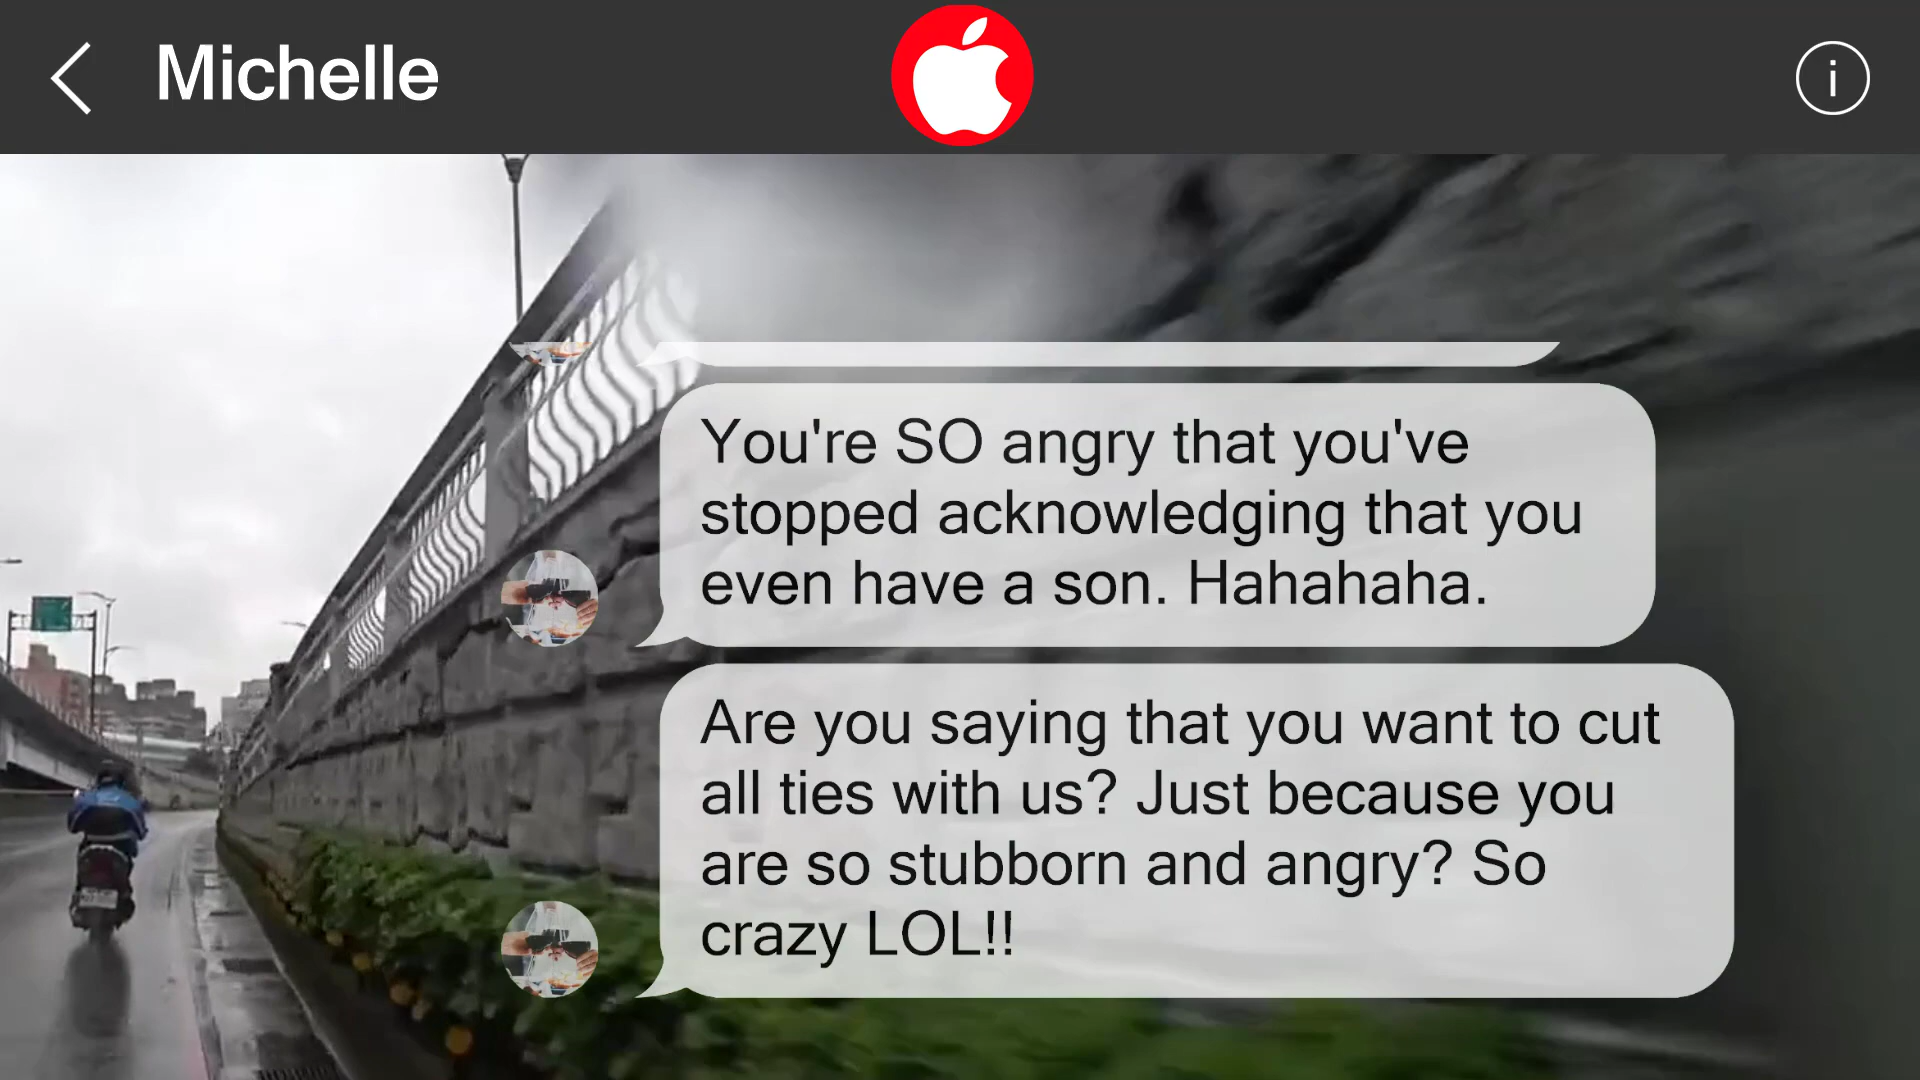 Michelle
You're SO angry that you've
stopped acknowledging that you
even have a son. Hahahaha.
Are you saying that you want to cut
all ties with us? Just because you
are so stubborn and angry? So
crazy LOL!!